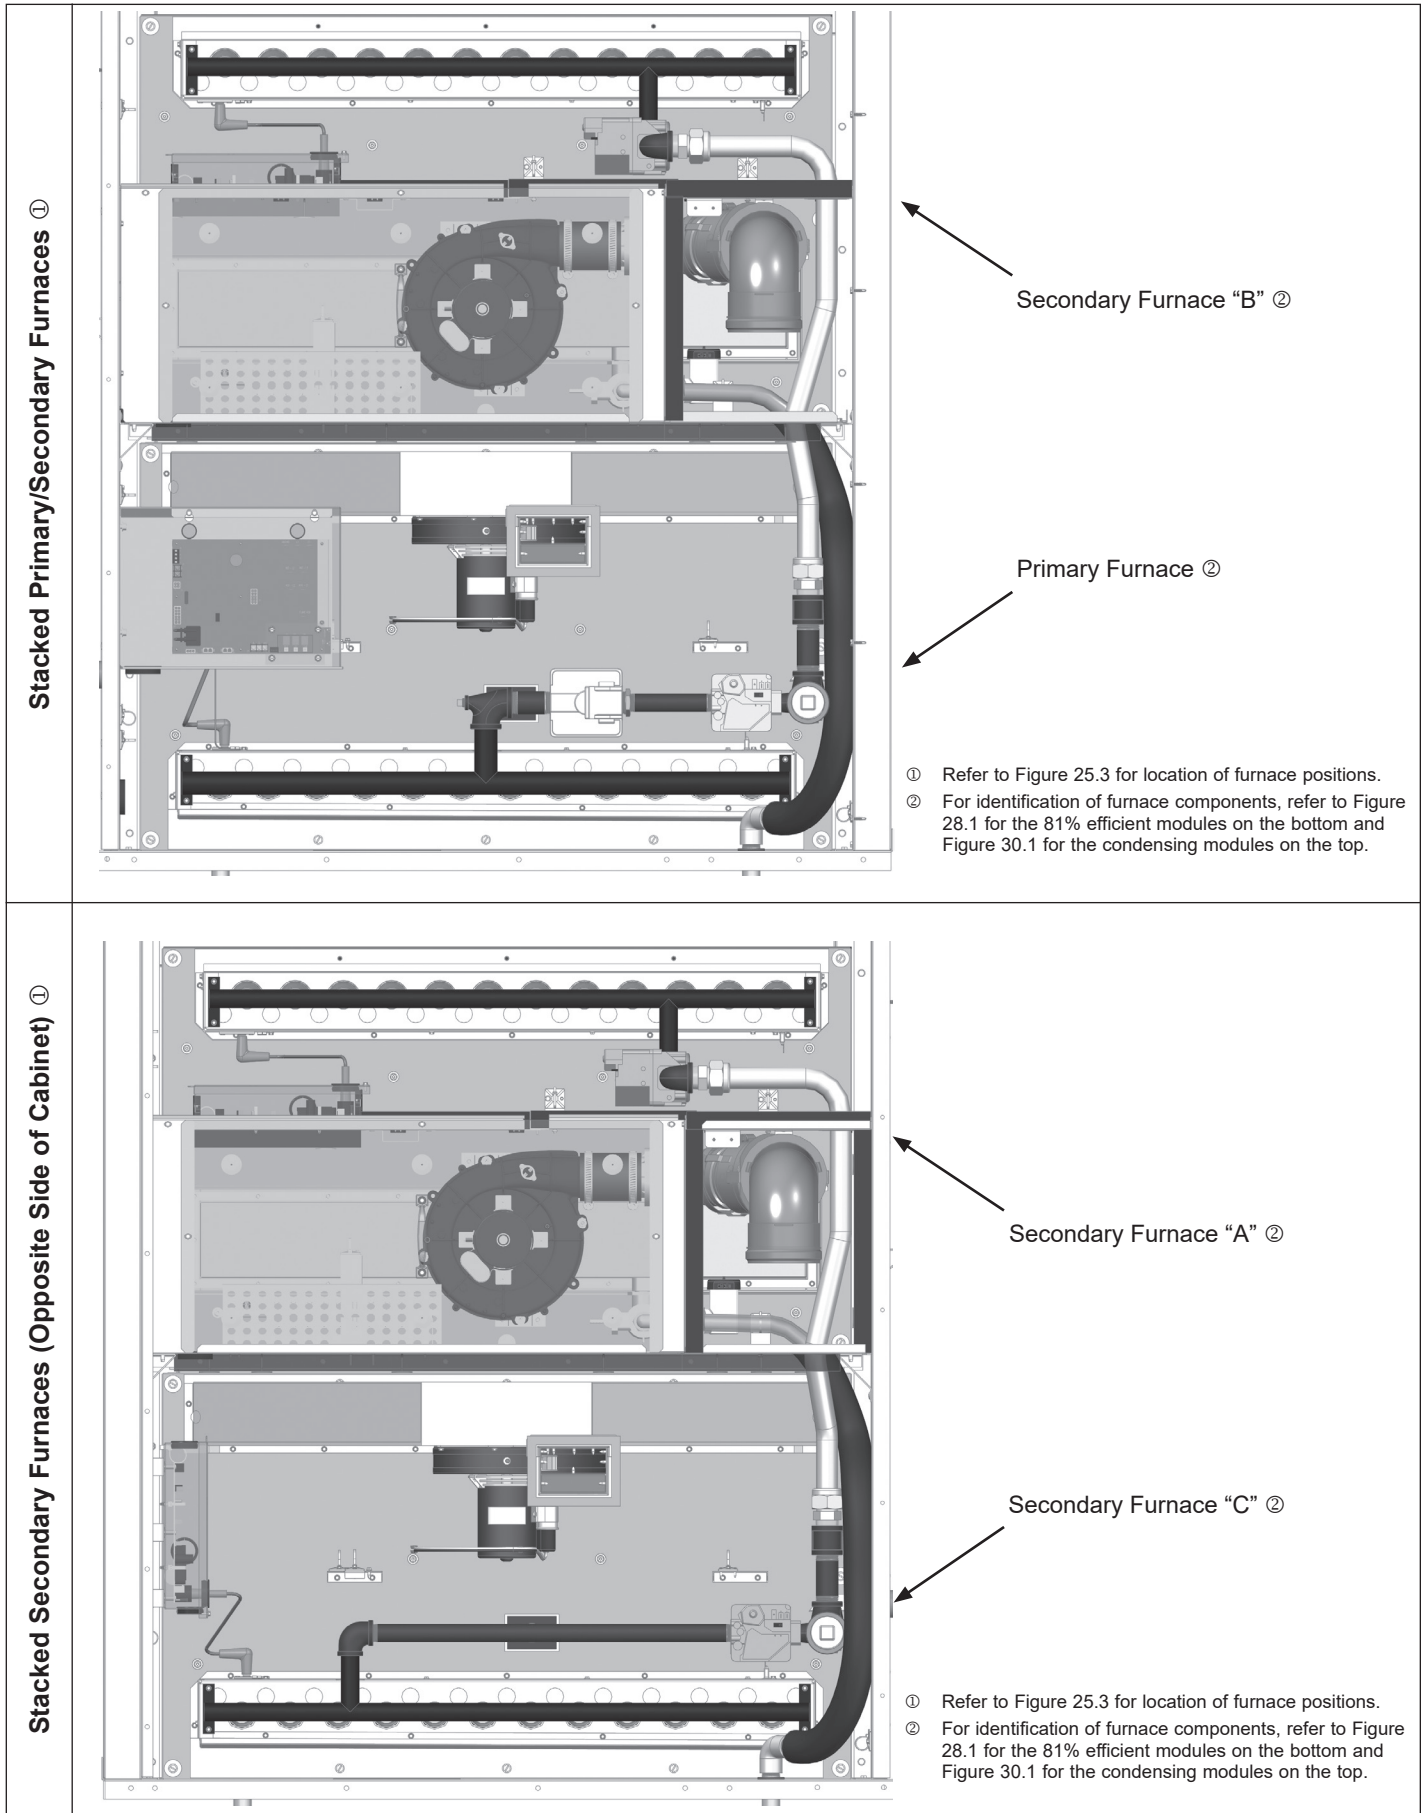 Stacked Primary/Secondary Furnaces ①
Secondary Furnace “B” ②
Primary Furnace ②
① Refer to Figure 25.3 for location of furnace positions.
② For identification of furnace components, refer to Figure
28.1 for the 81% efficient modules on the bottom and
Figure 30.1 for the condensing modules on the top.
Stacked Secondary Furnaces (Opposite Side of Cabinet) ①
Secondary Furnace “A” ②
Secondary Furnace “C” ②
① Refer to Figure 25.3 for location of furnace positions.
② For identification of furnace components, refer to Figure
28.1 for the 81% efficient modules on the bottom and
Figure 30.1 for the condensing modules on the top.